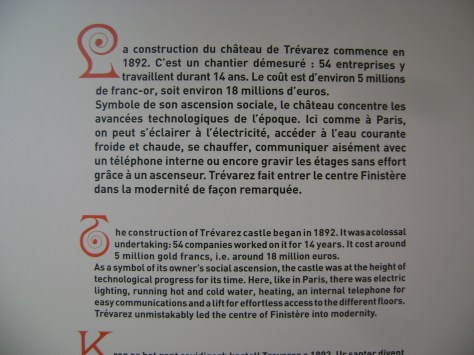 La construction du château de Trévarez commence en
1892. C'est un chantier démesuré : 54 entreprises y
travaillent durant 14 ans. Le coût est d'environ 5 millions
de franc-or, soit environ 18 millions d'euros.
Symbole de son ascension sociale, le château concentre les
avancées technologiques de l'époque. Ici comme à Paris,
on peut s'éclairer à l'électricité, accéder à l'eau courante
froide et chaude, se chauffer, communiquer aisément avec
un téléphone interne ou encore gravir les étages sans effort
grâce à un ascenseur. Trévarez fait entrer le centre Finistère
dans la modernité de façon remarquée.
The construction of Trévarez castle began in 1892. It was a colossal
undertaking: 54 companies worked on it for 14 years. It cost around
5 million gold francs, i.e. around 18 million euros.
As a symbol of its owner's social ascension, the castle was at the height of
technological progress for its time. Here, like in Paris, there was electric
lighting, running hot and cold water, heating, an internal telephone for
easy communications and a lift for effortless access to the different floors.
Trévarez unmistakably led the centre of Finistère into modernity.